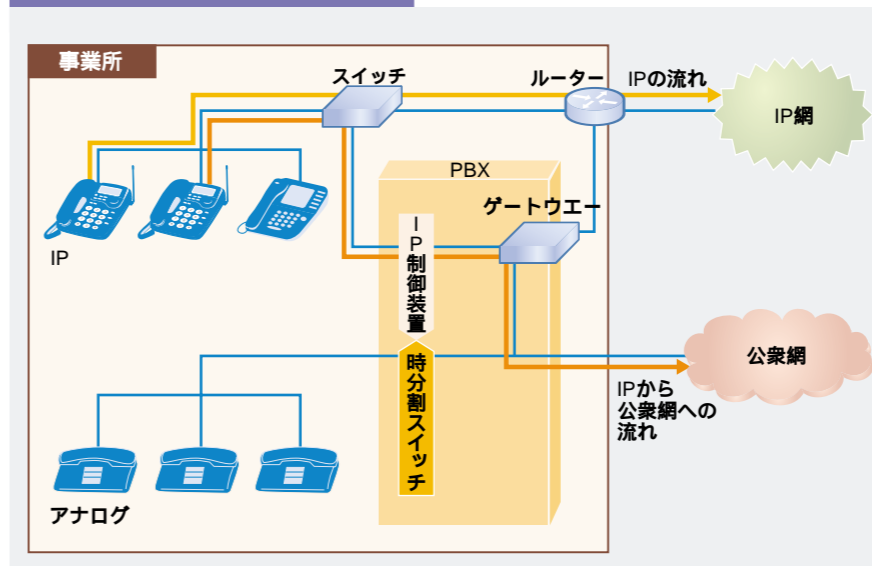 事業所
スイッチ
ルーター
IPの流れ
IP網
PBX
ゲートウエー
IP
IP制御装置
公衆網
時分割スイッチ
IPから
公衆網への
流れ
アナログ